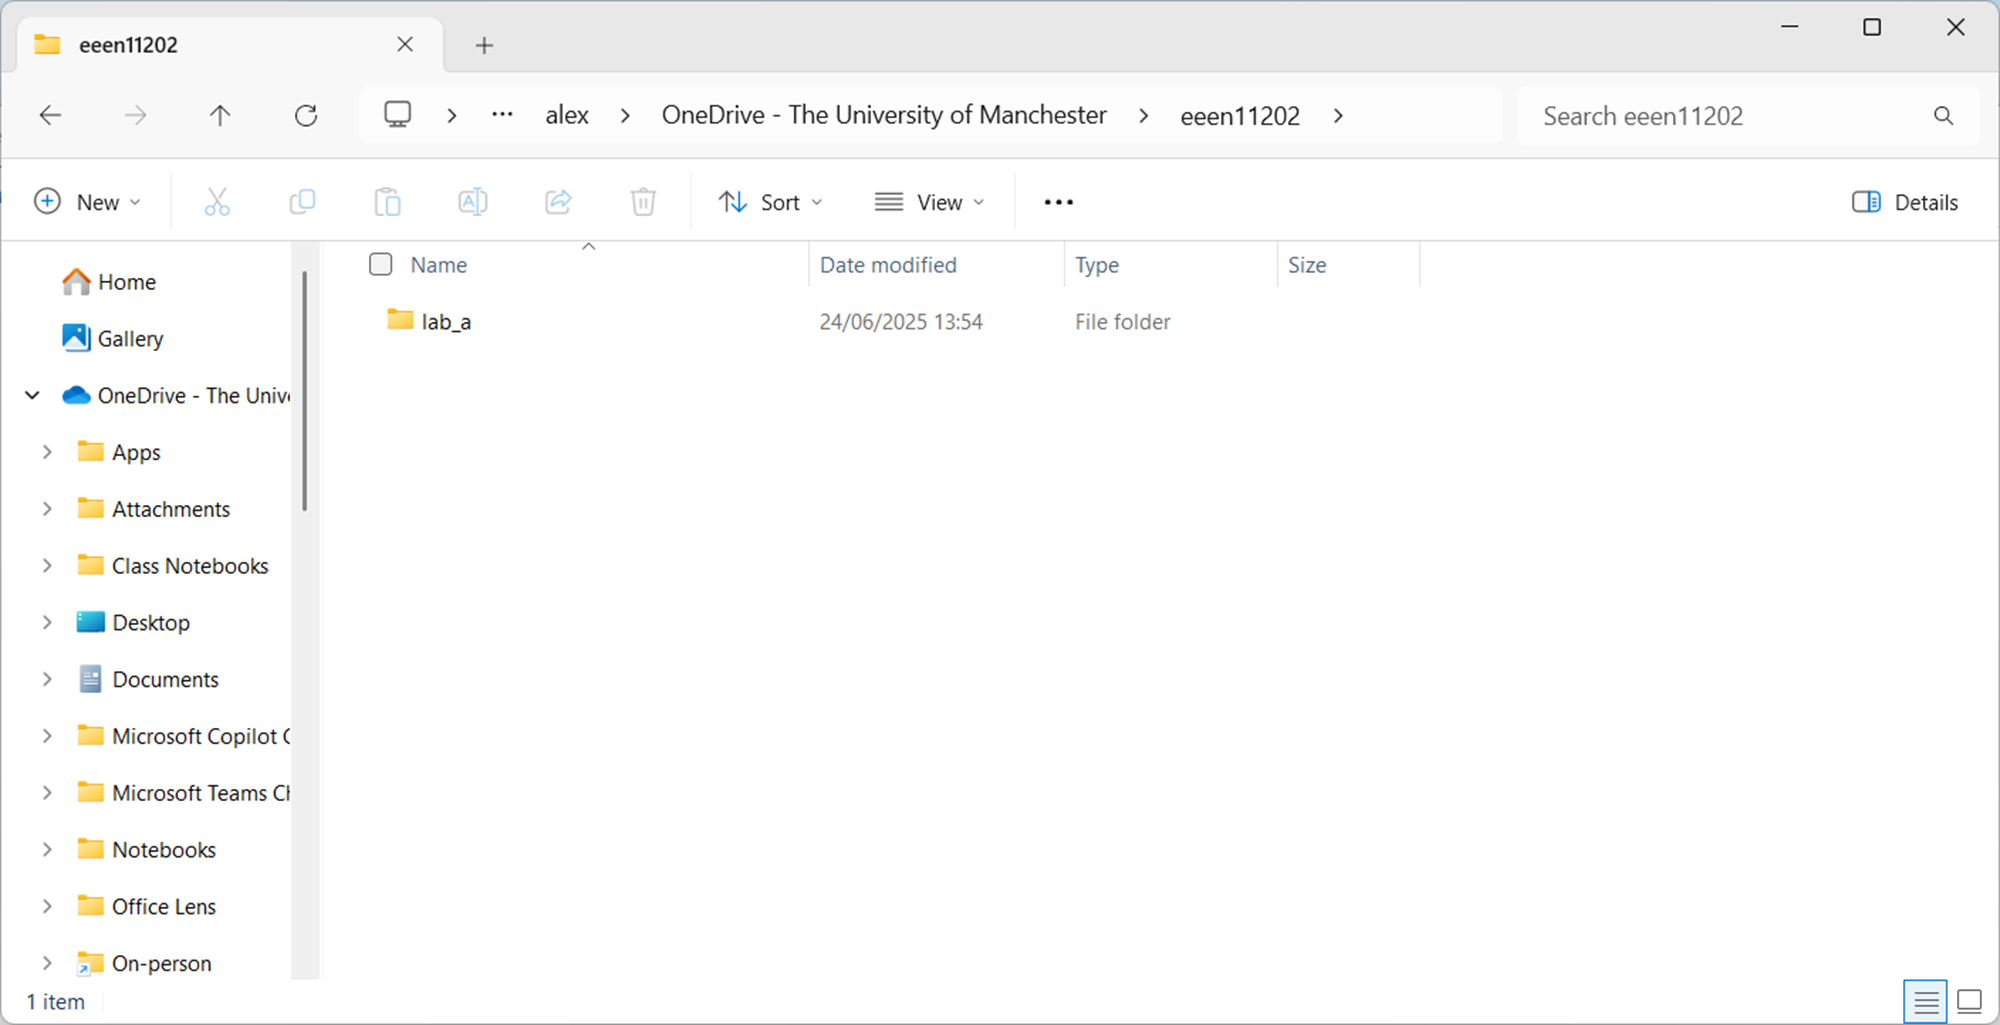 eeen11202
alex OneDrive - The University of Manchester eeen11202 Search eeen11202
New Sort View Details
Name Date modified Type Size
lab_a 24/06/2025 13:54 File folder
Home
Gallery
OneDrive - The Unive
Apps
Attachments
Class Notebooks
Desktop
Documents
Microsoft Copilot C
Microsoft Teams Ch
Notebooks
Office Lens
On-person
1 item